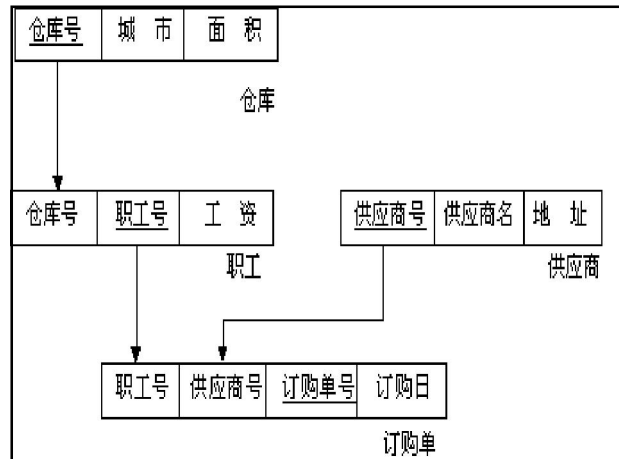 仓库号 城 市 面 积
仓库
仓库号 职工号 工 资 供应商号 供应商名 地 址
职工 供应商
职工号 供应商号 订购单号 订购日
订购单